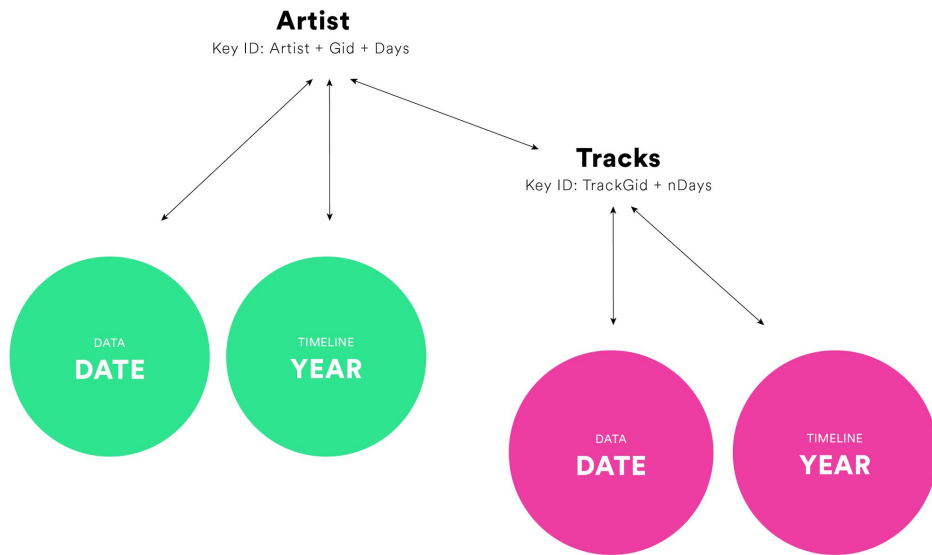 Artist
Key ID: Artist + Gid + Days
Tracks
Key ID: TrackGid + nDays
DATA
DATE
TIMELINE
YEAR
DATA
DATE
TIMELINE
YEAR